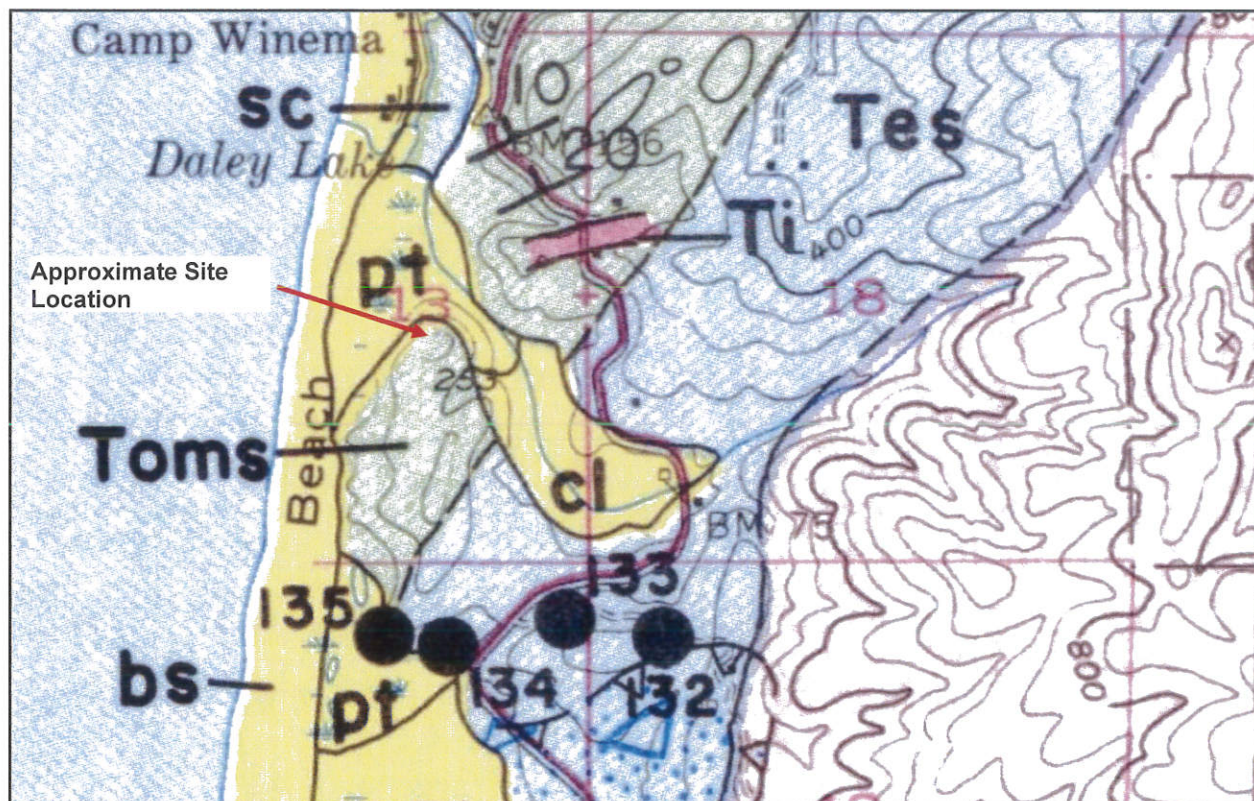 Camp Winema
sc
Daley Lake
10
BM 156
20
Tes
Ti
400
Approximate Site
Location
pt
13
18
253
Toms
Beach
cl
BM 75
133
135
bs
134
132
pt
800